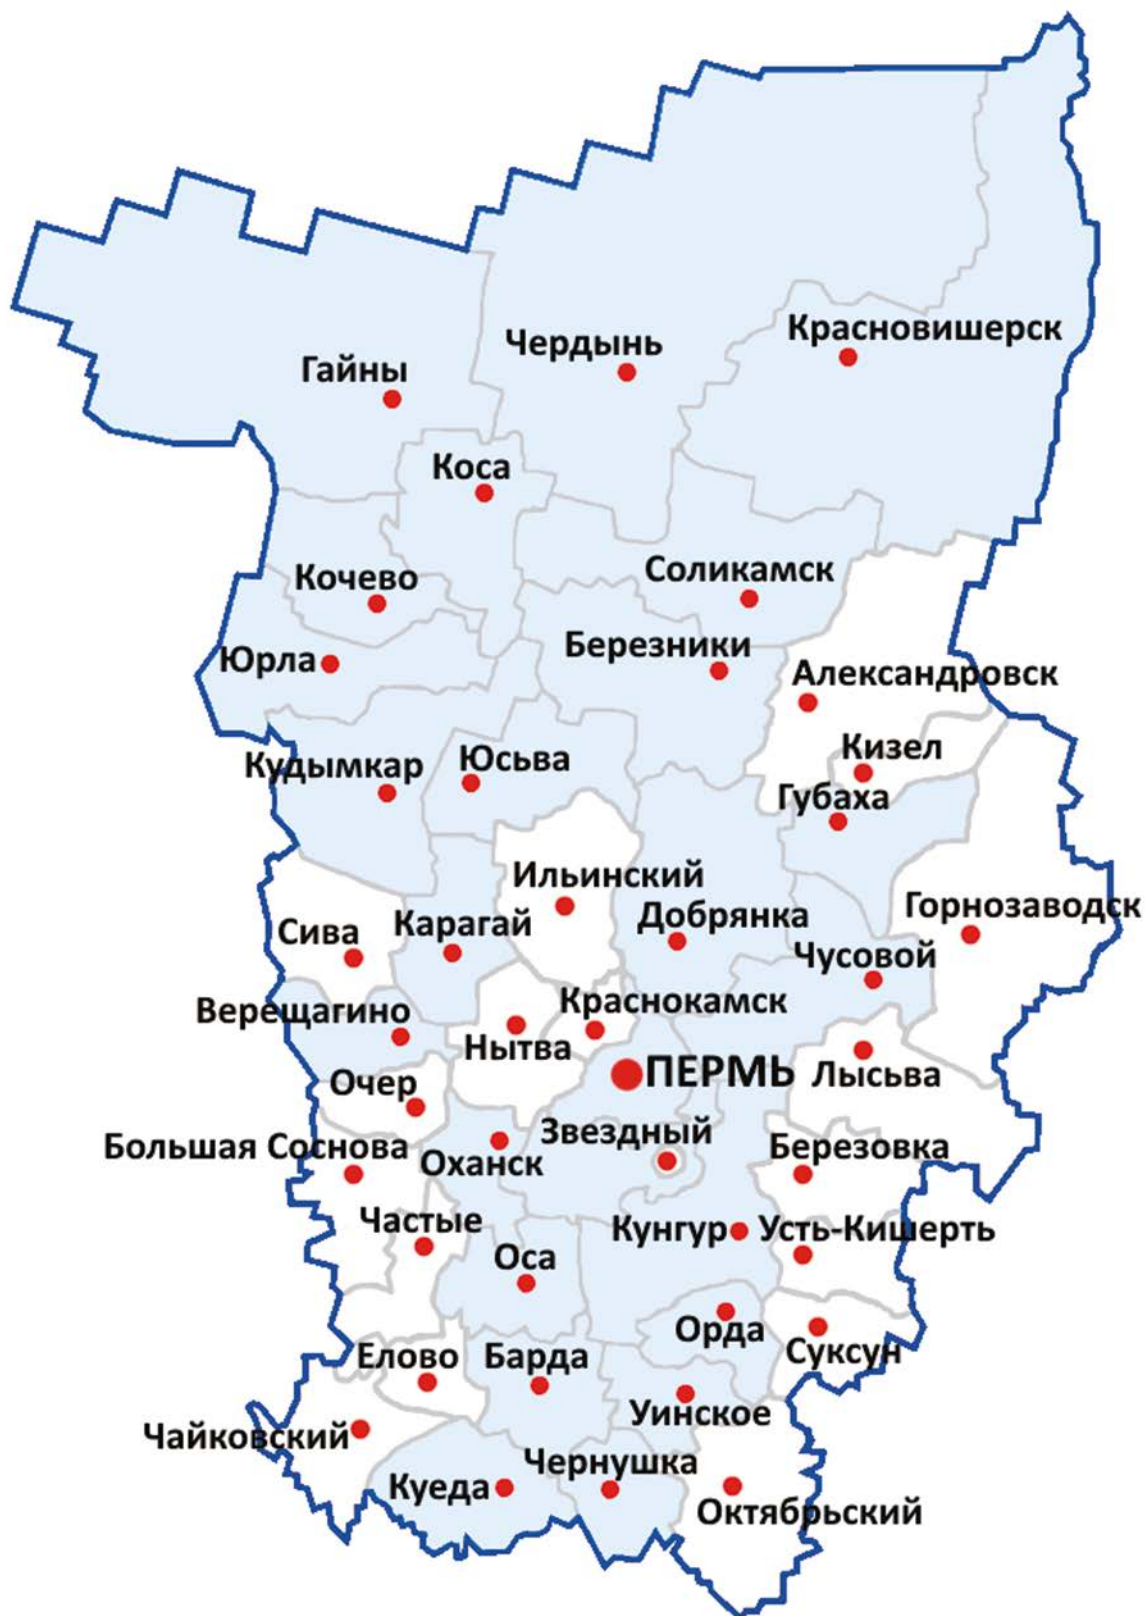 Красновишерск
Чердынь
Гайны
Коса
Соликамск
Кочево
Березники
Юрла
Александровск
Кизел
Юсьва
Кудымкар
Губаха
Ильинский
Горнозаводск
Добрянка
Карагай
Сива
Чусовой
Краснокамск
Верещагино
Нытва
ПЕРМЬ
Лысьва
Очер
Звездный
Большая Соснова
Березовка
Оханск
Частые
Кунгур
Усть-Кишерть
Оса
Орда
Суксун
Елово
Барда
Уинское
Чайковский
Чернушка
Куеда
Октябрьский